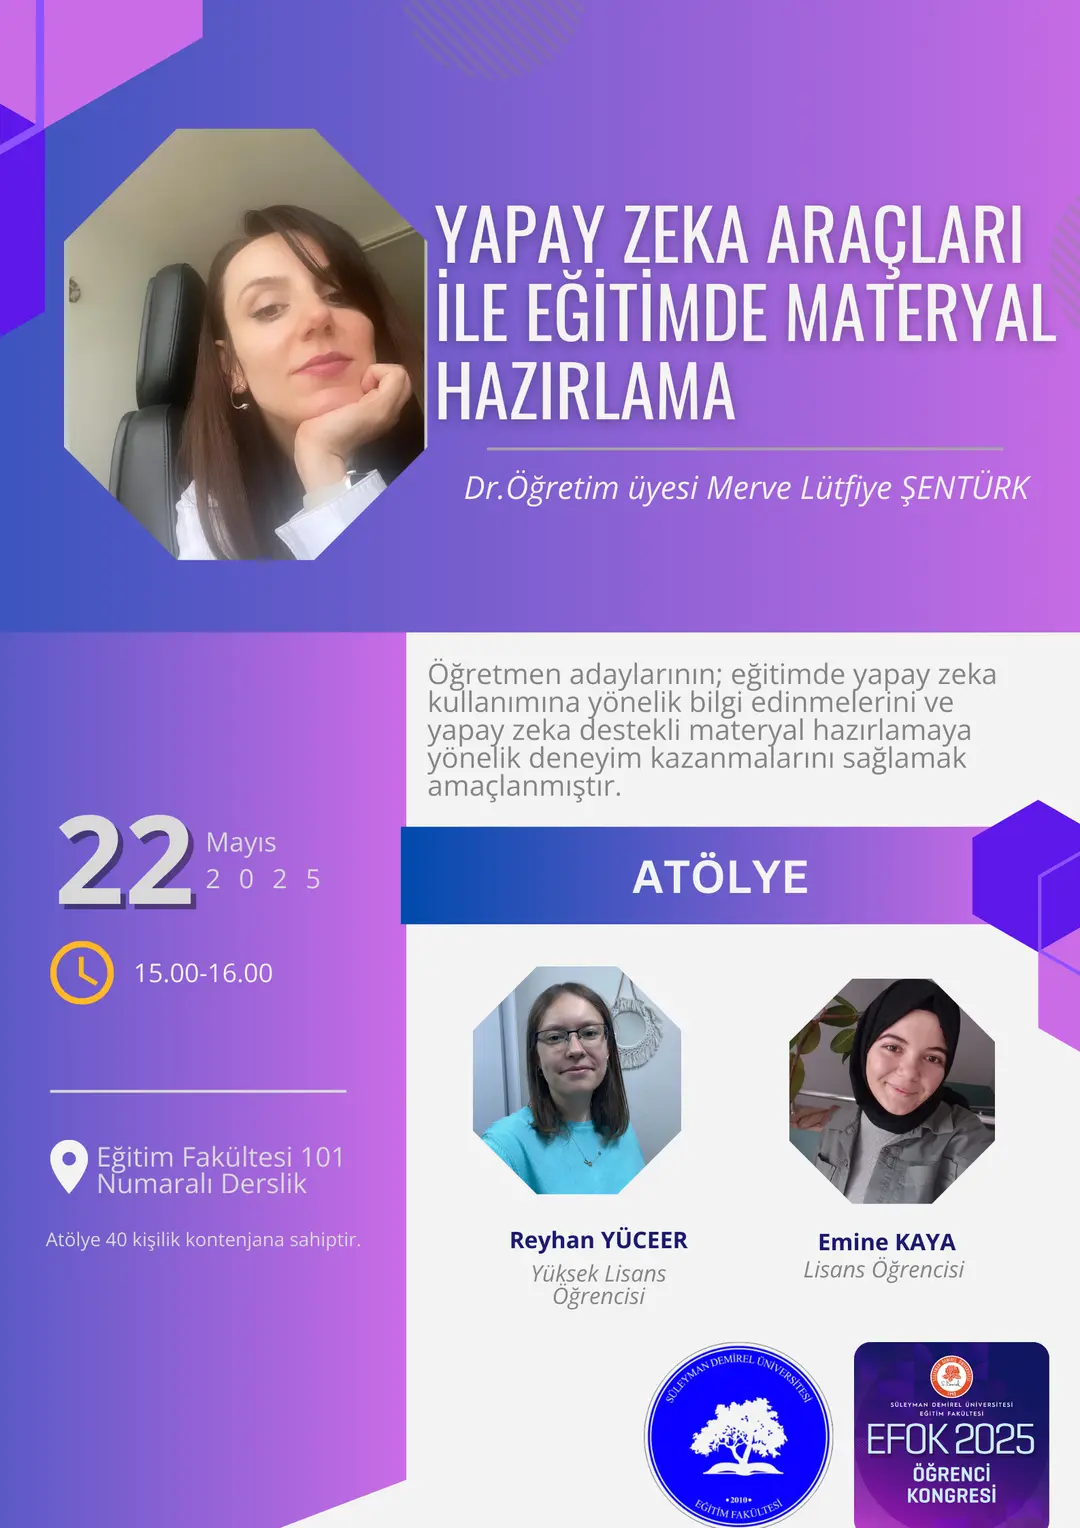 YAPAY ZEKA ARAÇLARI
İLE EĞİTİMDE MATERYAL
HAZIRLAMA
Dr.Öğretim üyesi Merve Lütfiye ŞENTÜRK
Öğretmen adaylarının; eğitimde yapay zeka
kullanımına yönelik bilgi edinmelerini ve
yapay zeka destekli materyal hazırlamaya
yönelik deneyim kazanmalarını sağlamak
amaçlanmıştır.
22 Mayıs
2025
15.00-16.00
Eğitim Fakültesi 101
Numaralı Derslik
Atölye 40 kişilik kontenjana sahiptir.
ATÖLYE
Reyhan YÜCEER
Yüksek Lisans
Öğrencisi
Emine KAYA
Lisans Öğrencisi
SÜLEYMAN DEMİREL ÜNİVERSİTESİ
•2010•
EĞİTİM FAKÜLTESİ
SÜLEYMAN DEMİREL ÜNİVERSİTESİ
EĞİTİM FAKÜLTESİ
EFOK 2025
ÖĞRENCİ
KONGRESİ